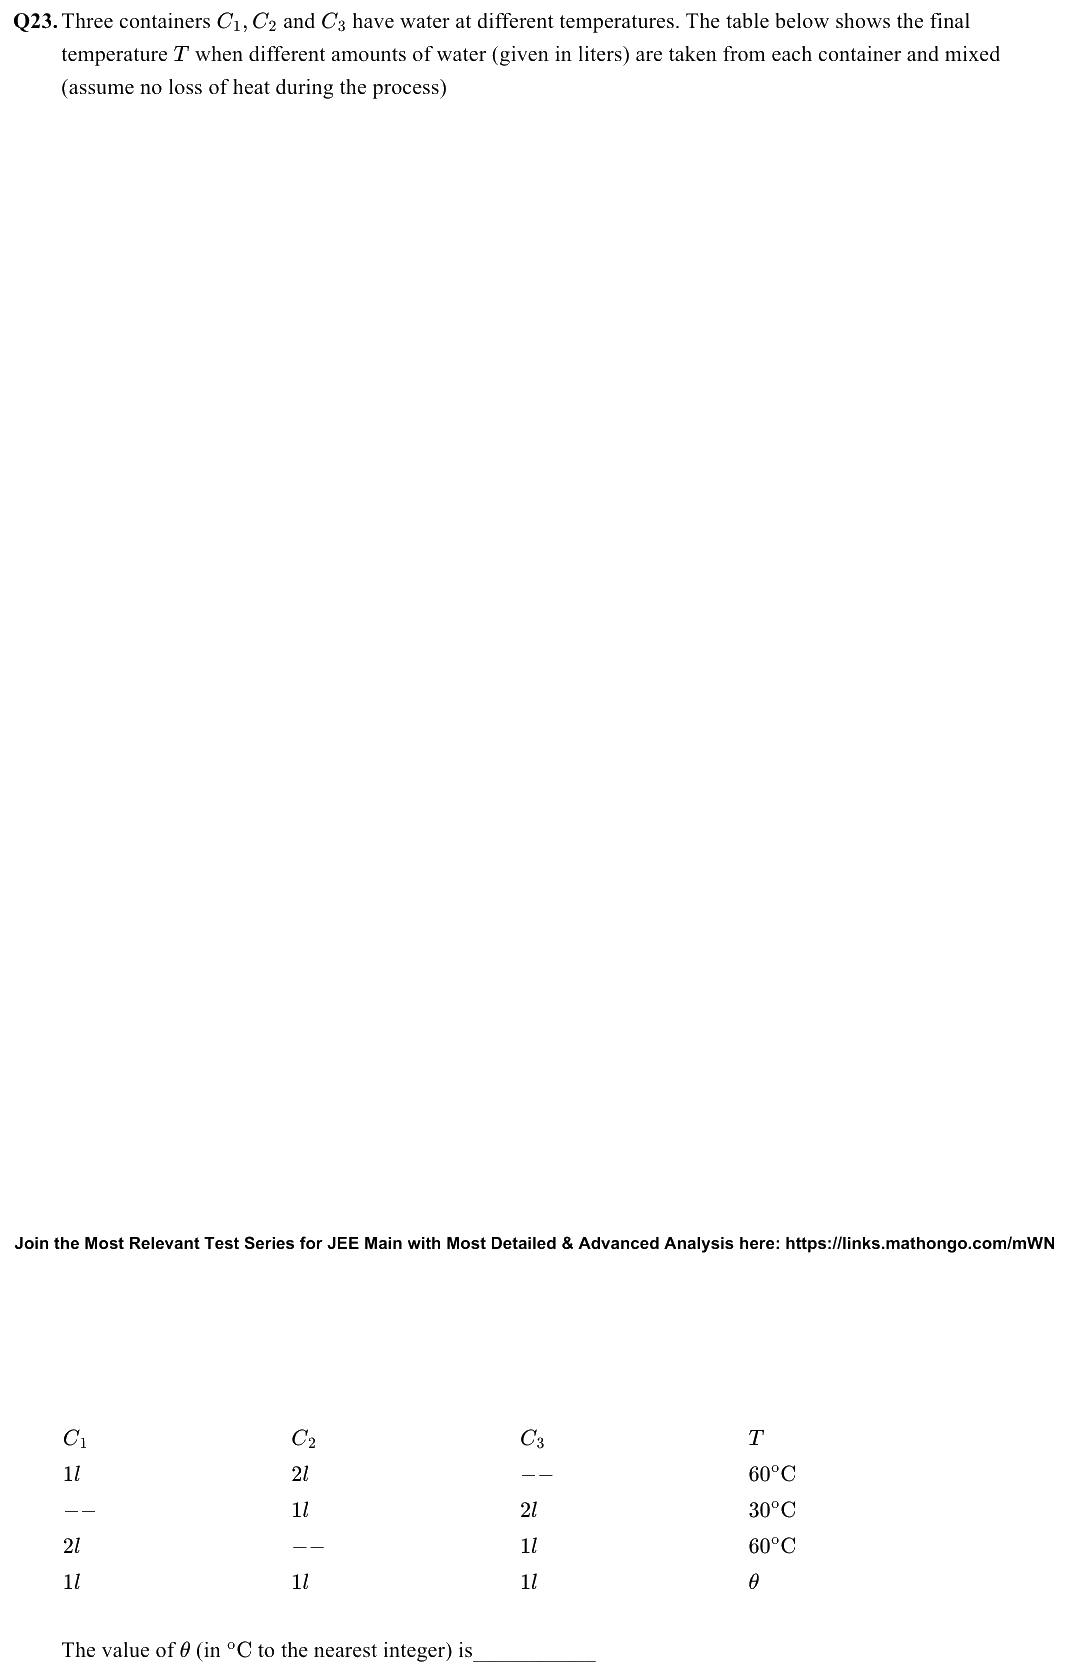 Q23. Three containers C₁, C₂ and C₃ have water at different temperatures. The table below shows the final
temperature T when different amounts of water (given in liters) are taken from each container and mixed
(assume no loss of heat during the process)
Join the Most Relevant Test Series for JEE Main with Most Detailed & Advanced Analysis here: https://links.mathongo.com/mWN
C₁ C₂ C₃ T
1l 2l −− 60°C
−− 1l 2l 30°C
2l −− 1l 60°C
1l 1l 1l θ
The value of θ (in °C to the nearest integer) is___________